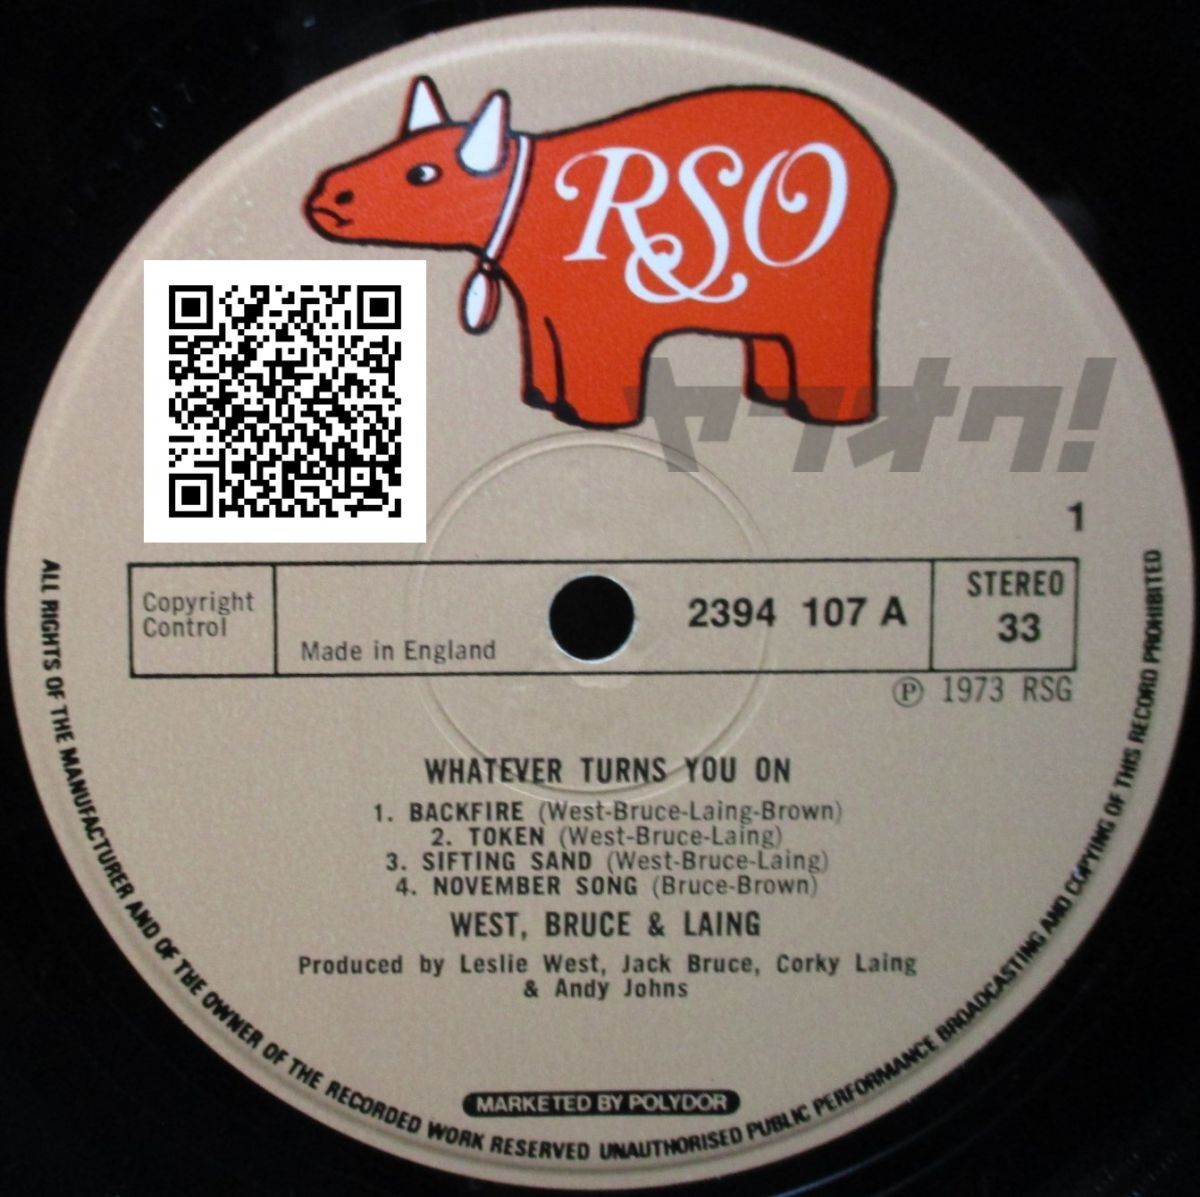 RSO
ヤフオク!
1
Copyright
Control
Made in England
2394 107 A
STEREO
33
℗ 1973 RSG
WHATEVER TURNS YOU ON
1. BACKFIRE (West-Bruce-Laing-Brown)
2. TOKEN (West-Bruce-Laing)
3. SIFTING SAND (West-Bruce-Laing)
4. NOVEMBER SONG (Bruce-Brown)
WEST, BRUCE & LAING
Produced by Leslie West, Jack Bruce, Corky Laing
& Andy Johns
MARKETED BY POLYDOR
ALL RIGHTS OF THE MANUFACTURER AND OF THE OWNER OF THE RECORDED WORK RESERVED UNAUTHORISED PUBLIC PERFORMANCE BROADCASTING AND COPYING OF THIS RECORD PROHIBITED